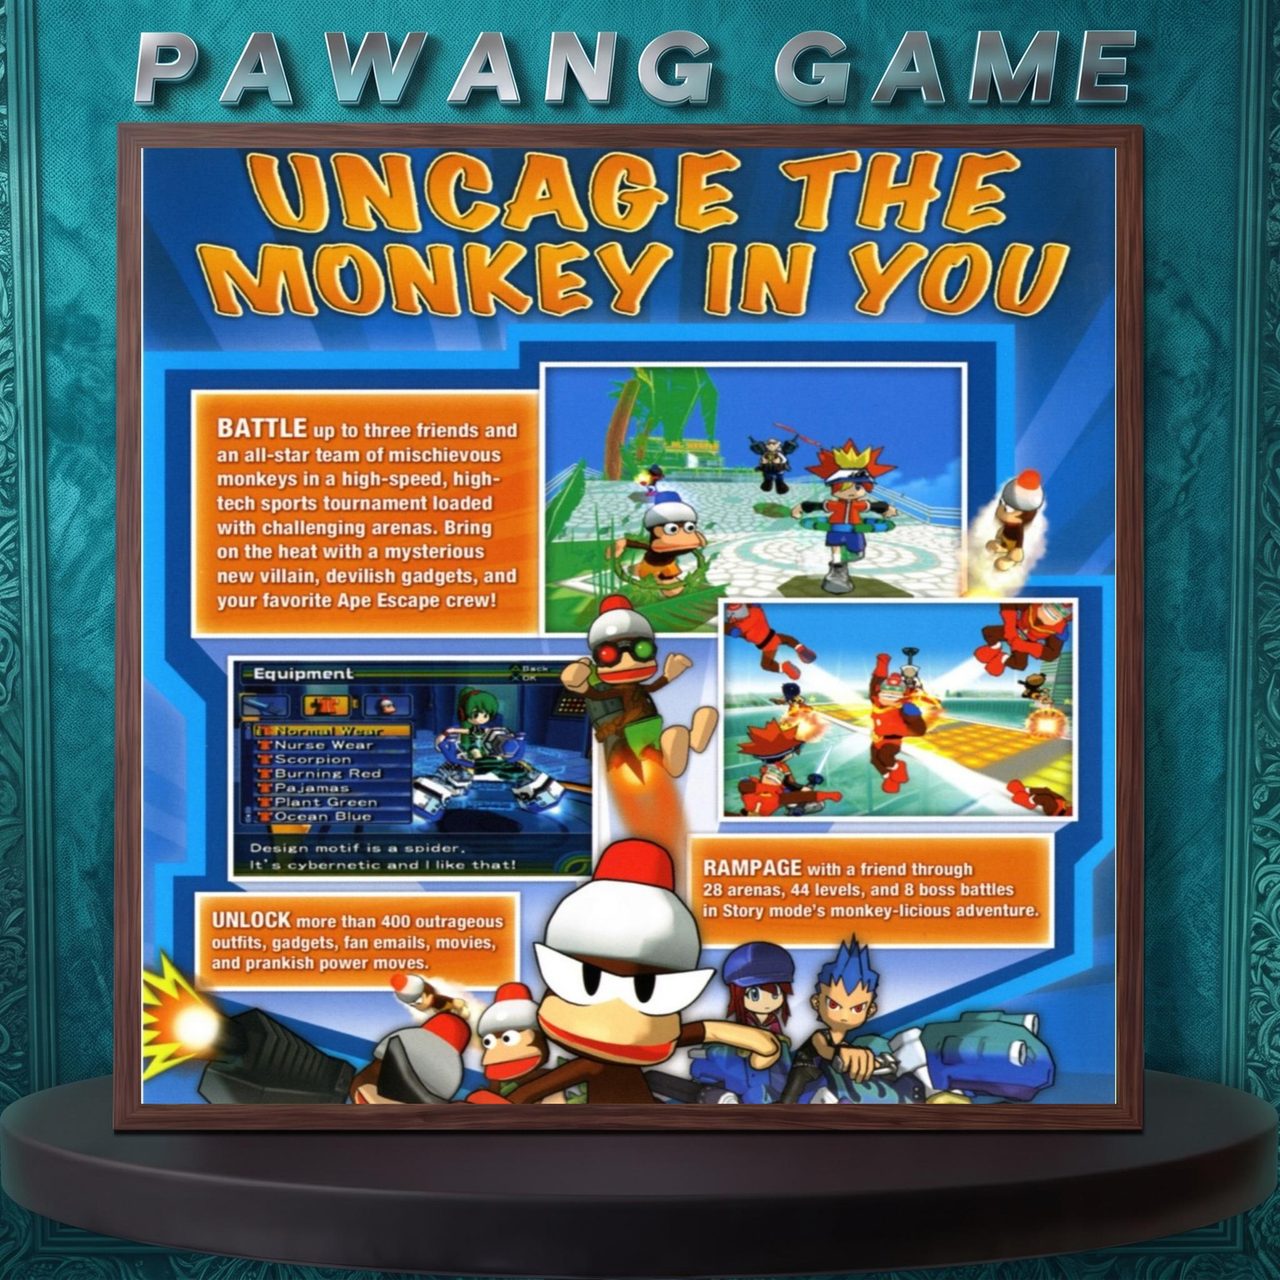 PAWANG GAME
UNCAGE THE
MONKEY IN YOU
BATTLE up to three friends and
an all-star team of mischievous
monkeys in a high-speed, high-
tech sports tournament loaded
with challenging arenas. Bring
on the heat with a mysterious
new villain, devilish gadgets, and
your favorite Ape Escape crew!
Equipment
Back
OK
Normal Wear
Nurse Wear
Scorpion
Burning Red
Pajamas
Plant Green
Ocean Blue
Design motif is a spider.
It's cybernetic and I like that!
RAMPAGE with a friend through
28 arenas, 44 levels, and 8 boss battles
in Story mode's monkey-licious adventure.
UNLOCK more than 400 outrageous
outfits, gadgets, fan emails, movies,
and prankish power moves.